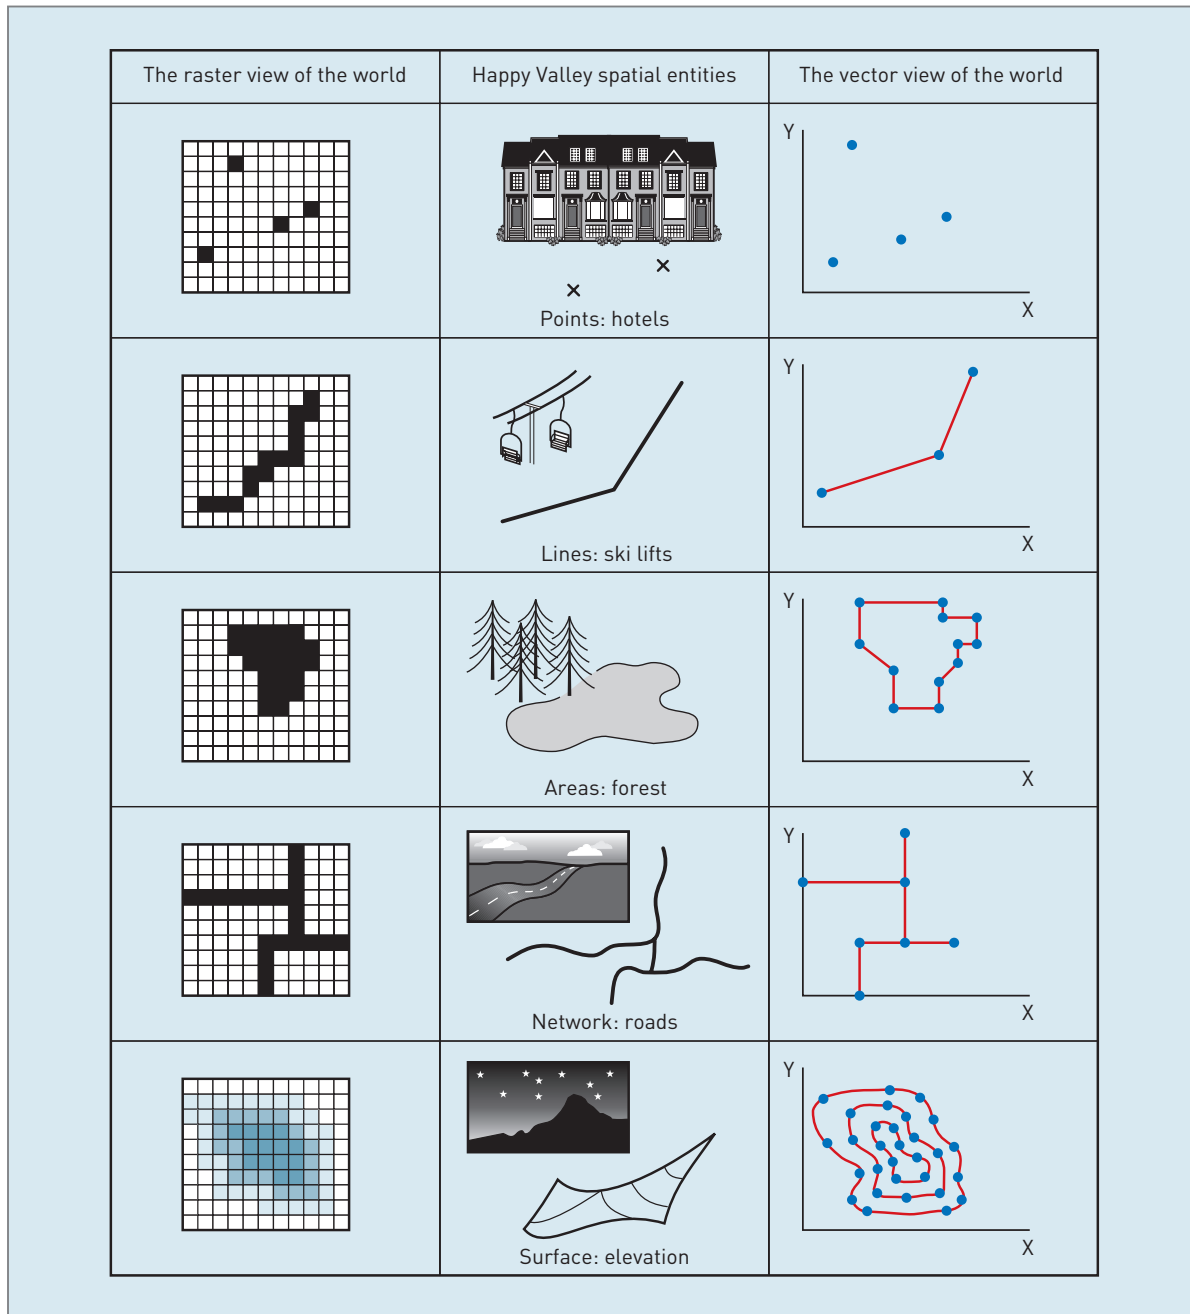 The raster view of the world
Happy Valley spatial entities
The vector view of the world
Y
X
Points: hotels
Y
X
Lines: ski lifts
Y
X
Areas: forest
Y
X
Network: roads
Y
X
Surface: elevation